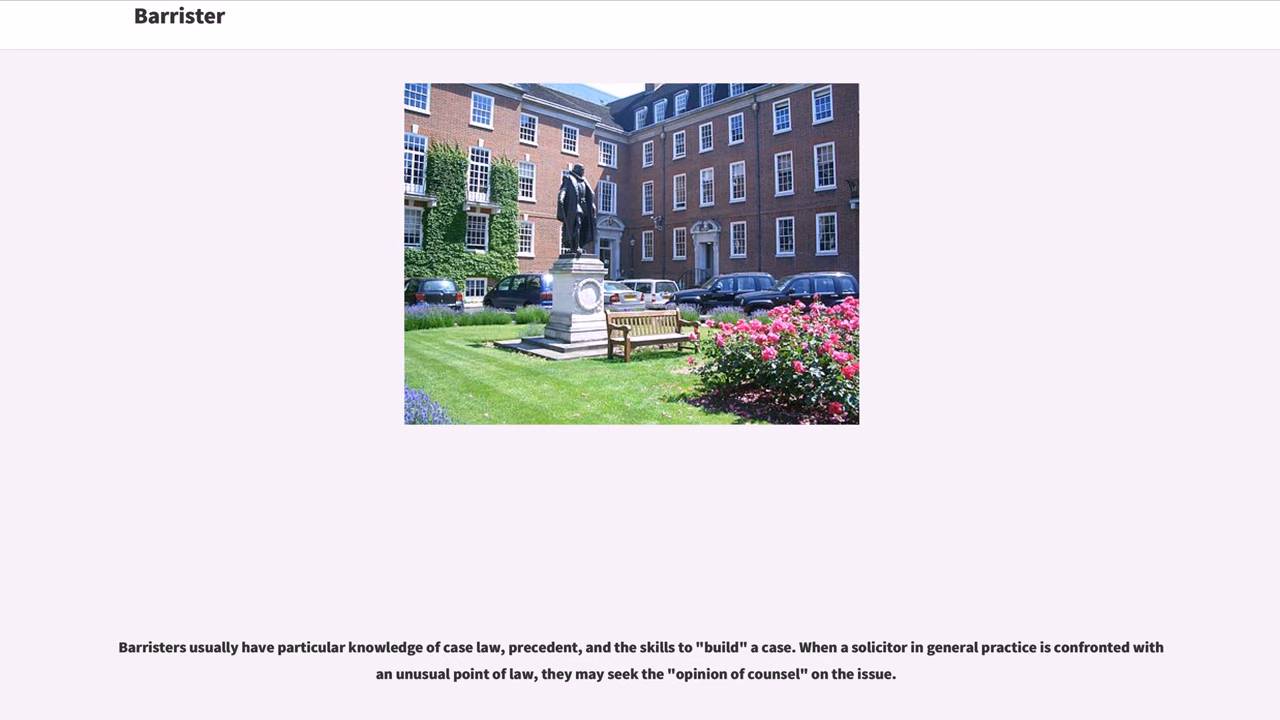 Barrister
Barristers usually have particular knowledge of case law, precedent, and the skills to "build" a case. When a solicitor in general practice is confronted with
an unusual point of law, they may seek the "opinion of counsel" on the issue.